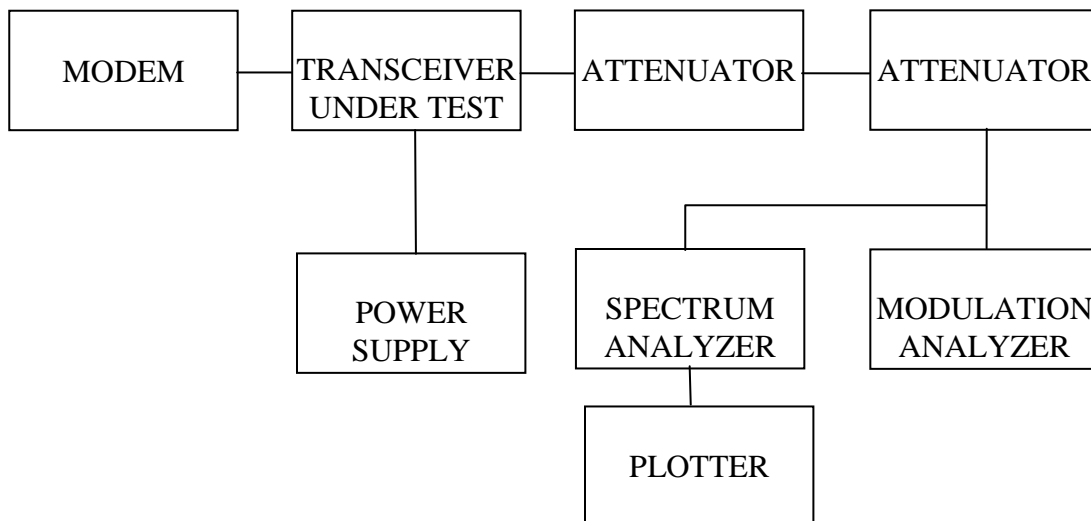 MODEM
TRANSCEIVER
UNDER TEST
ATTENUATOR
ATTENUATOR
POWER
SUPPLY
SPECTRUM
ANALYZER
MODULATION
ANALYZER
PLOTTER